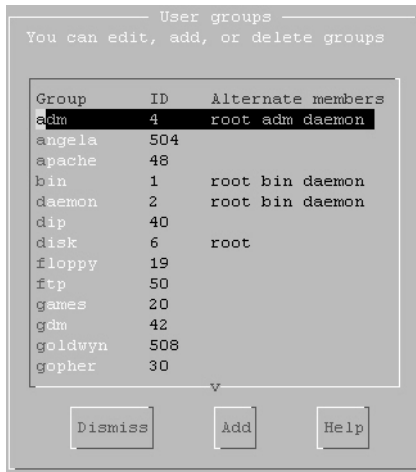 User groups
You can edit, add, or delete groups
Group ID Alternate members
adm 4 root adm daemon
angela 504
apache 48
bin 1 root bin daemon
daemon 2 root bin daemon
dip 40
disk 6 root
floppy 19
ftp 50
games 20
gdm 42
goldwyn 508
gopher 30
v
Dismiss Add Help